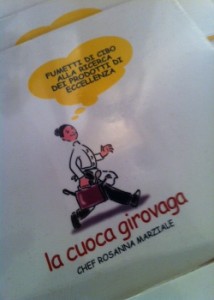 FUMETTI DI CIBO
ALLA RICERCA
DEI PRODOTTI DI
ECCELLENZA
la cuoca girovaga
CHEF ROSANNA MARZIALE